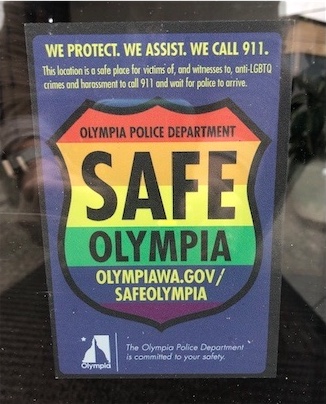 WE PROTECT. WE ASSIST. WE CALL 911.
This location is a safe place for victims of, and witnesses to, anti-LGBTQ
crimes and harassment to call 911 and wait for police to arrive.
OLYMPIA POLICE DEPARTMENT
SAFE
OLYMPIA
OLYMPIAWA.GOV/
SAFEOLYMPIA
Olympia
The Olympia Police Department
is committed to your safety.